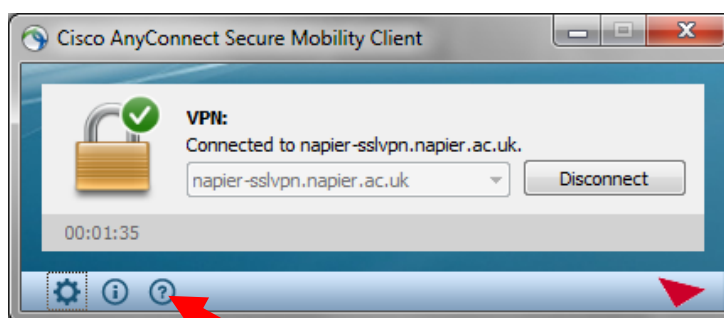 Cisco AnyConnect Secure Mobility Client
VPN:
Connected to napier-sslvpn.napier.ac.uk.
napier-sslvpn.napier.ac.uk
Disconnect
00:01:35